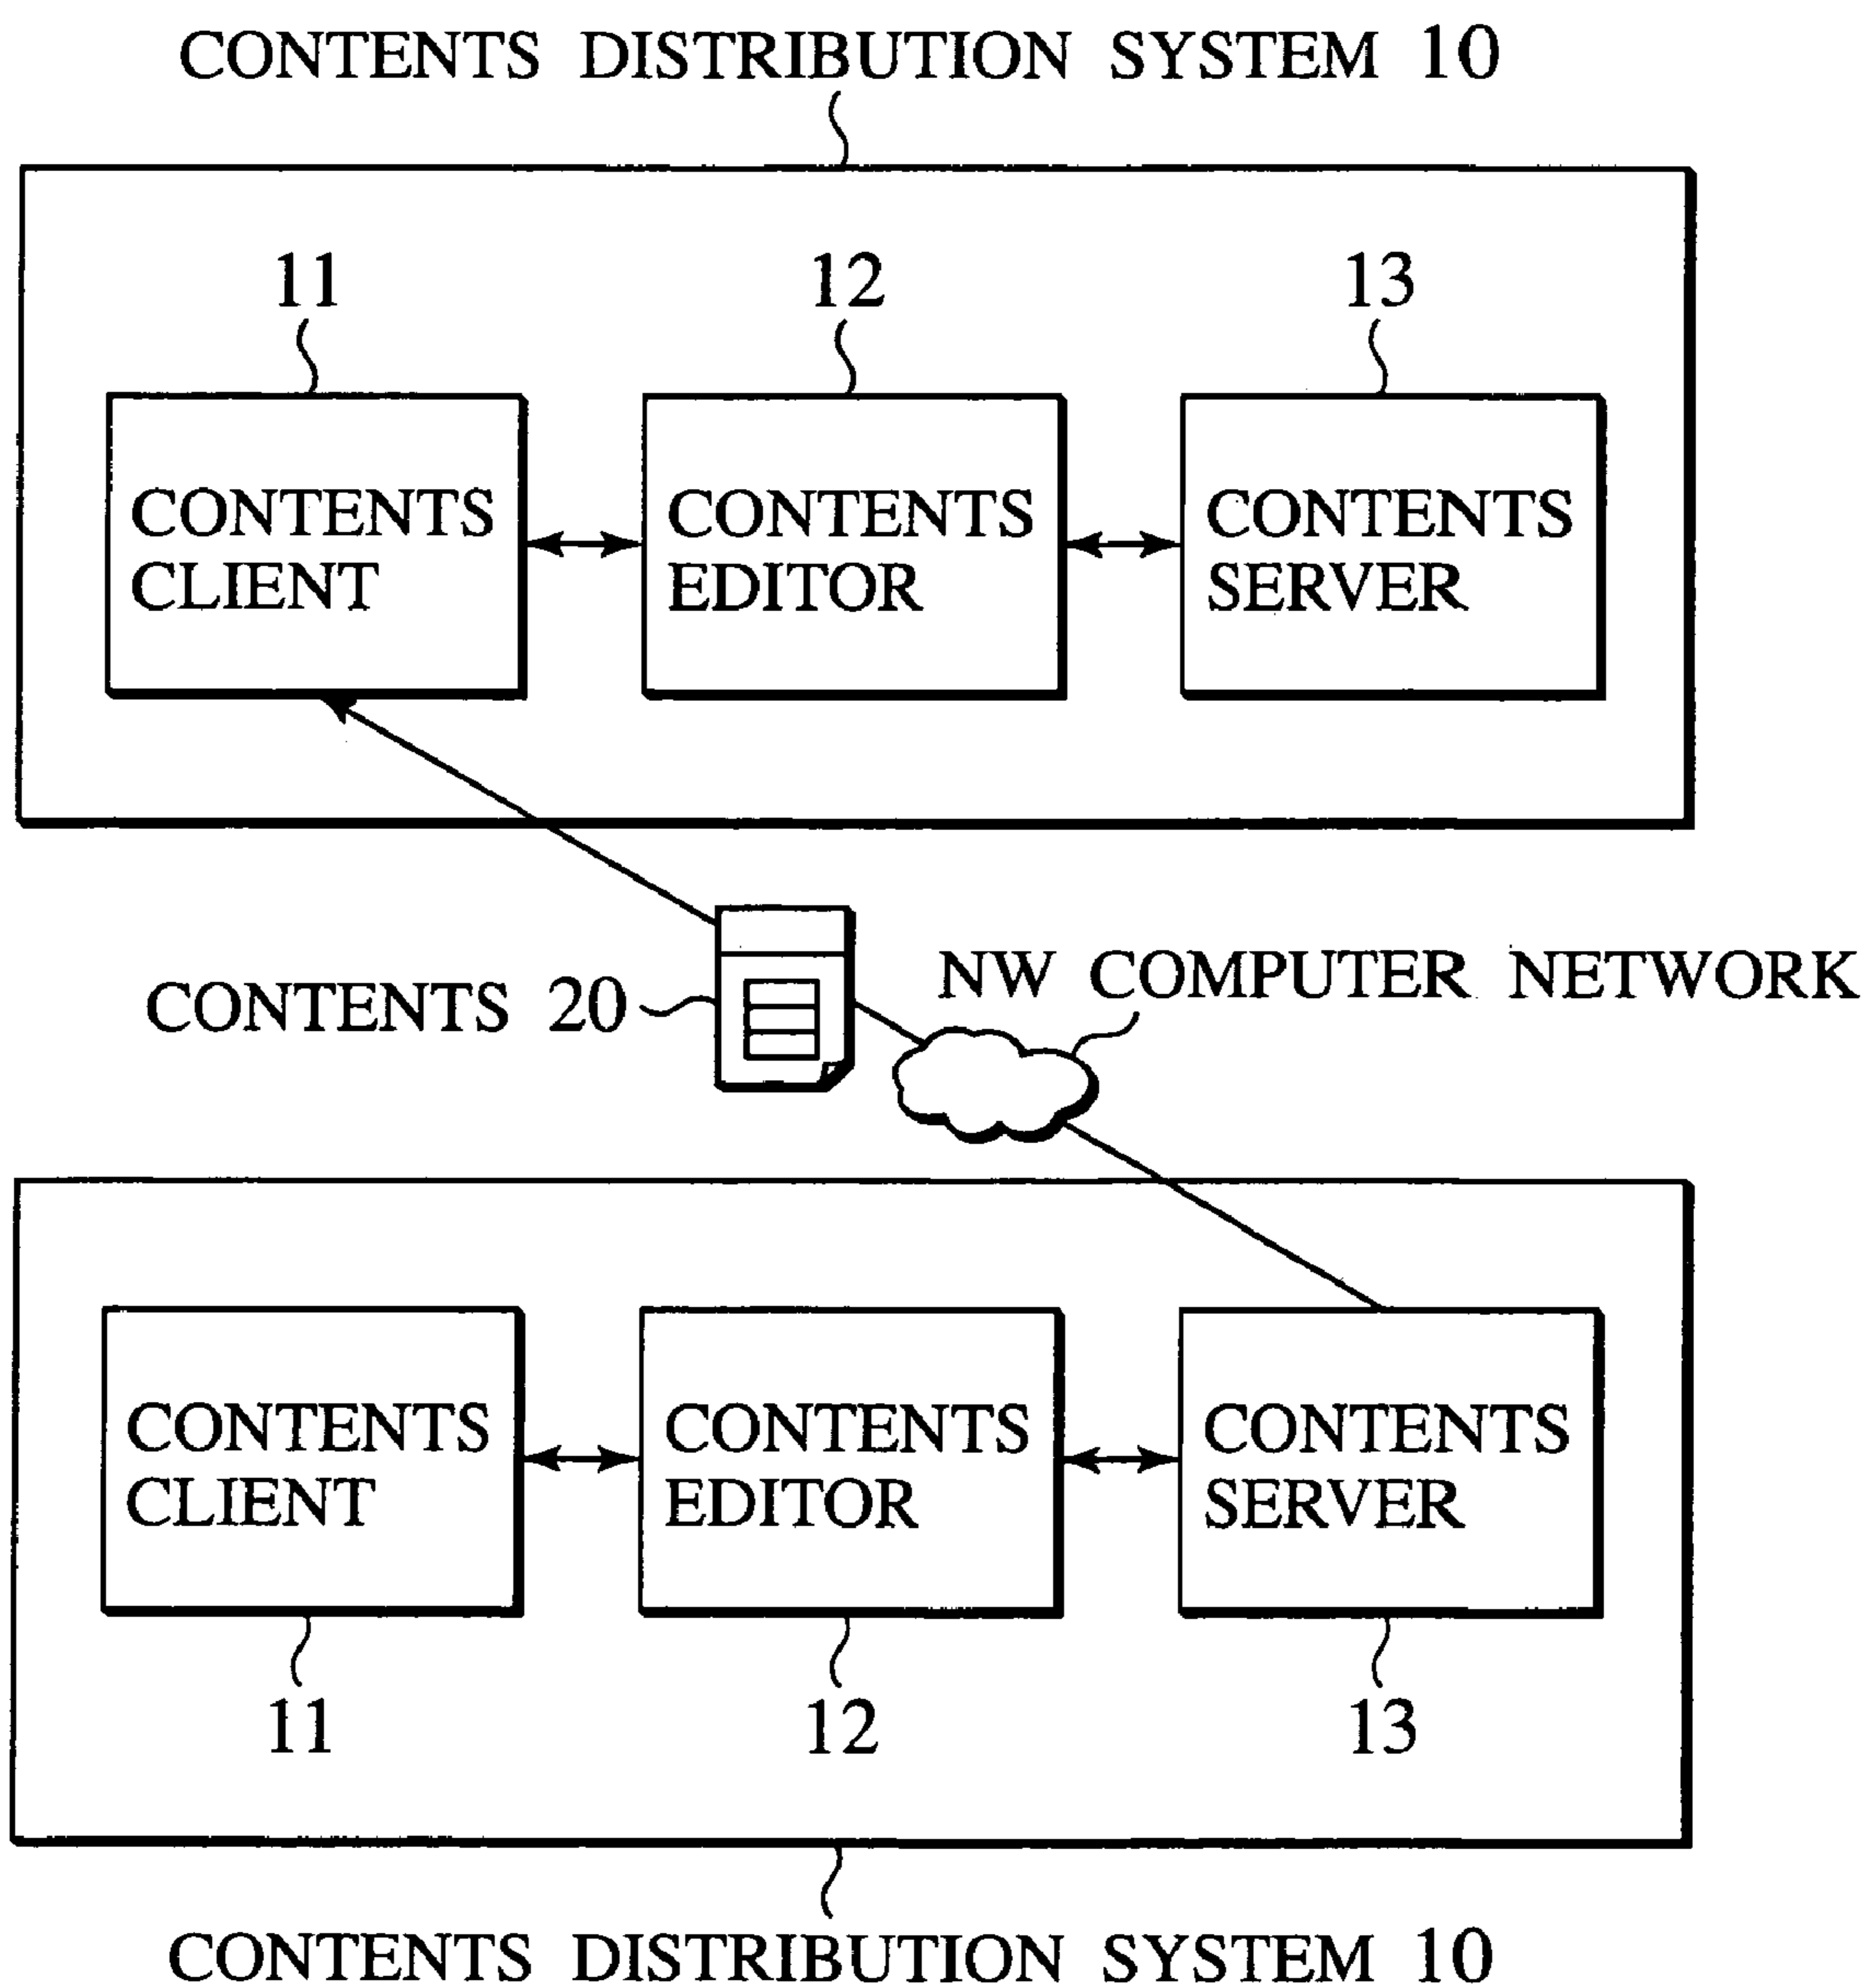 CONTENTS DISTRIBUTION SYSTEM 10
11
12
13
CONTENTS
CLIENT
CONTENTS
EDITOR
CONTENTS
SERVER
CONTENTS 20
NW COMPUTER NETWORK
CONTENTS
CLIENT
CONTENTS
EDITOR
CONTENTS
SERVER
11
12
13
CONTENTS DISTRIBUTION SYSTEM 10